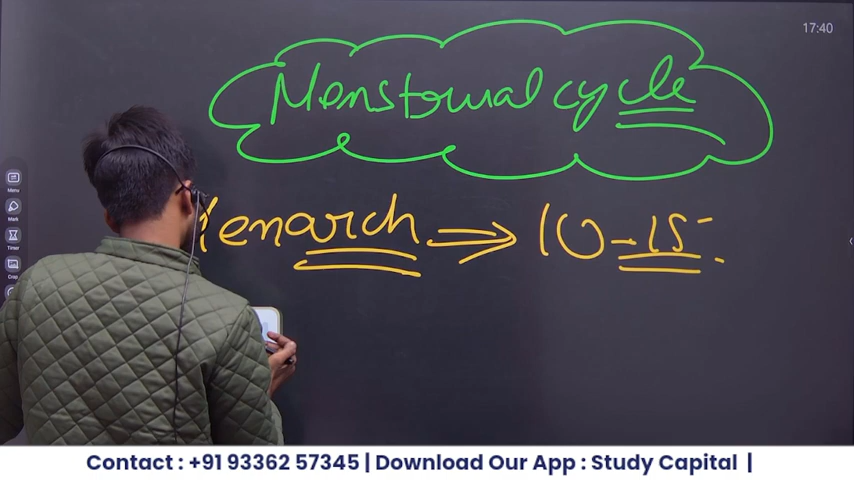 17:40
Menstrual cycle
Menarch ⇒ 10-15
Menu
Mark
Timer
Crop
Contact : +91 93362 57345 | Download Our App : Study Capital |